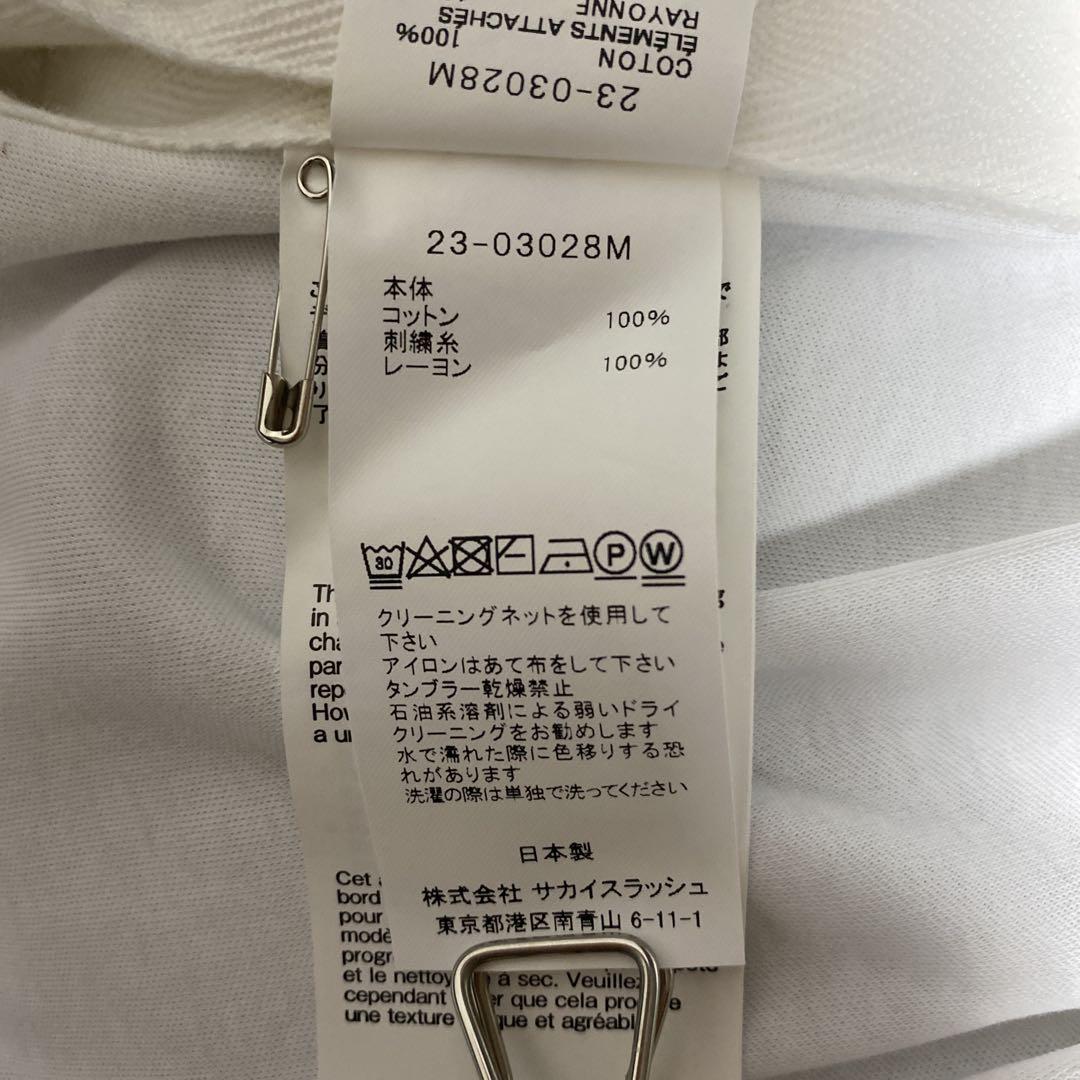 RAYONNE
ÉLÉMENTS ATTACHÉS
100%
COTON
23-03028M
23-03028M
本体
コットン 100%
刺繍糸
レーヨン 100%
30
P W
クリーニングネットを使用して
下さい
アイロンはあて布をして下さい
タンブラー乾燥禁止
石油系溶剤による弱いドライ
クリーニングをお勧めします
水で濡れた際に色移りする恐
れがあります
洗濯の際は単独で洗ってください
日本製
株式会社 サカイスラッシュ
東京都港区南青山 6-11-1
in
How
Cet
bord
pour
et le
à sec. Veuillez
cependant
que cela
une texture
que et